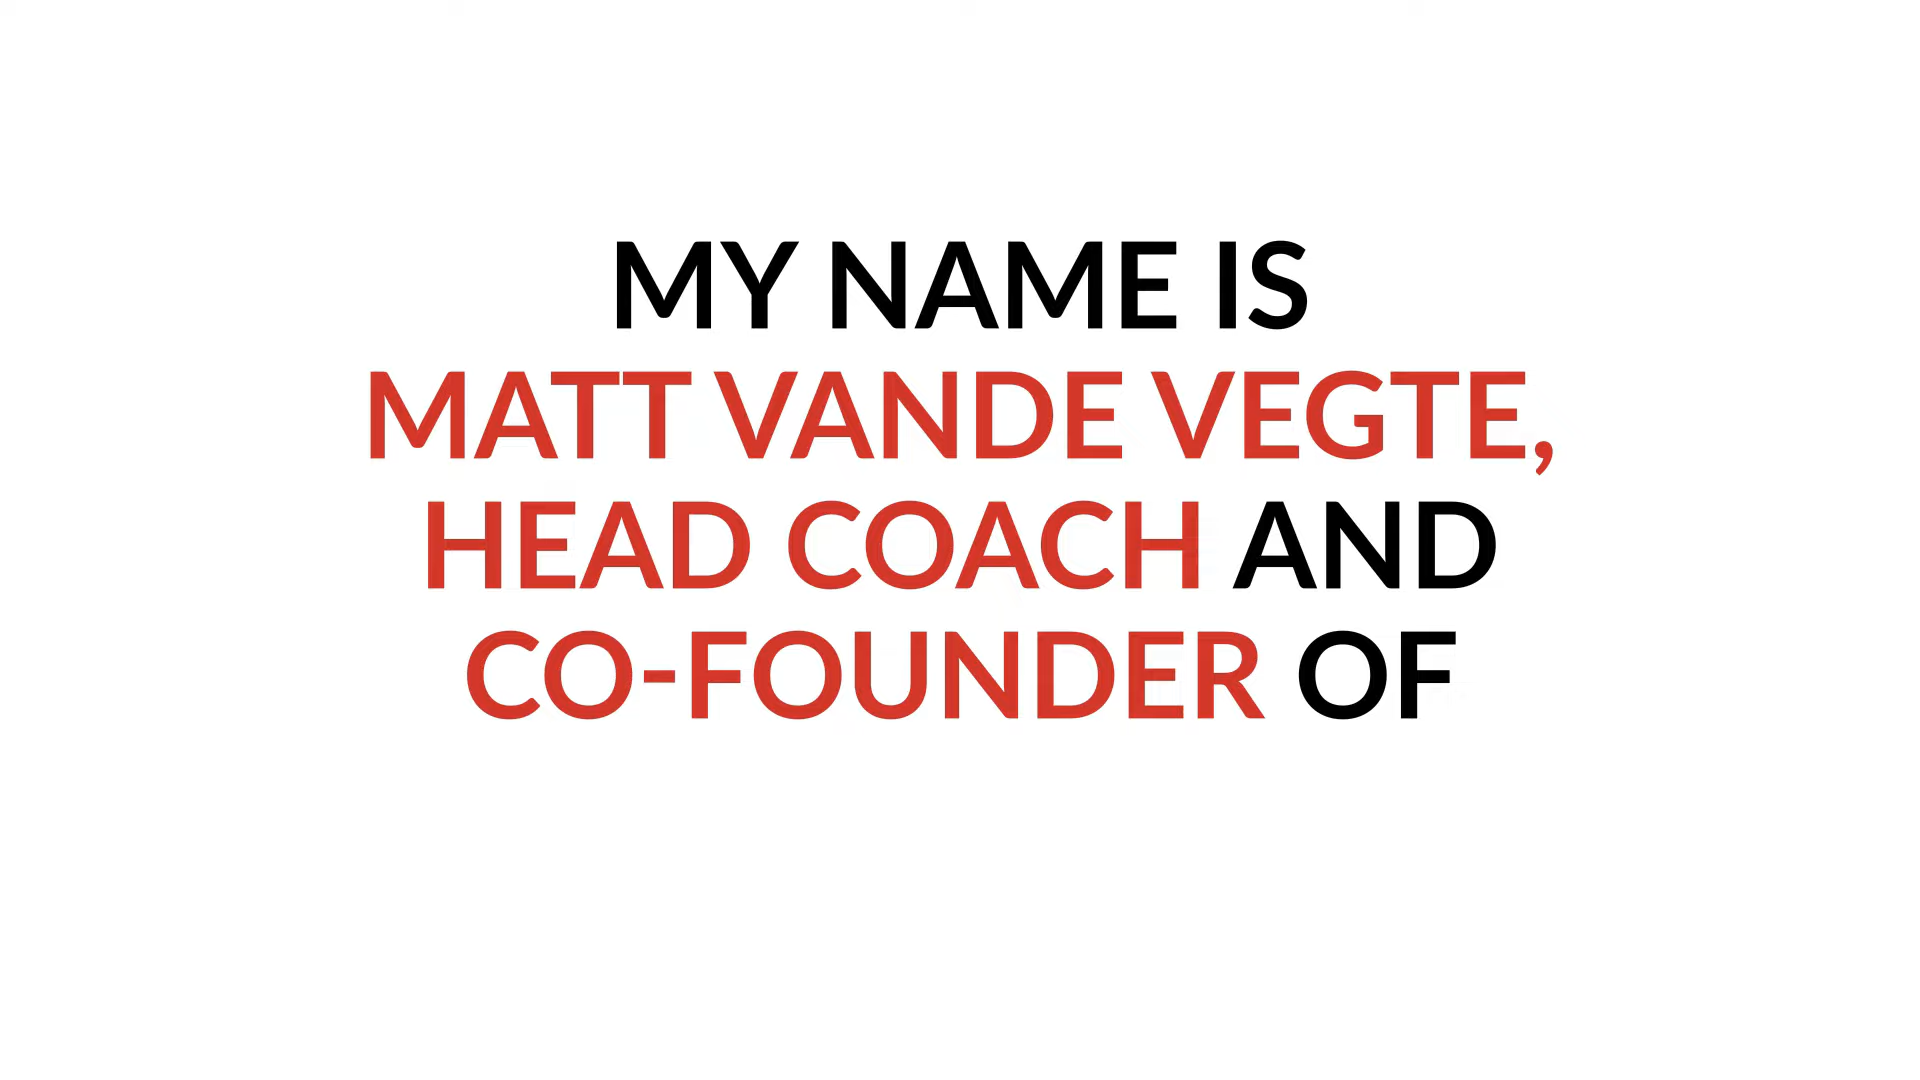 MY NAME IS
MATT VANDE VEGTE,
HEAD COACH AND
CO-FOUNDER OF